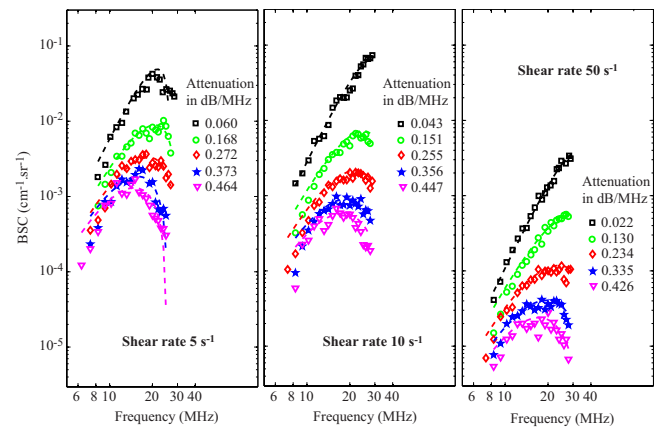 BSC (cm⁻¹.sr⁻¹)
10⁻¹
10⁻²
10⁻³
10⁻⁴
10⁻⁵
Attenuation
in dB/MHz
0.060
0.168
0.272
0.373
0.464
Shear rate 5 s⁻¹
6 8 10 20 30 40
Frequency (MHz)
Attenuation
in dB/MHz
0.043
0.151
0.255
0.356
0.447
Shear rate 10 s⁻¹
6 8 10 20 30 40
Frequency (MHz)
Shear rate 50 s⁻¹
Attenuation
in dB/MHz
0.022
0.130
0.234
0.335
0.426
6 8 10 20 30 40
Frequency (MHz)